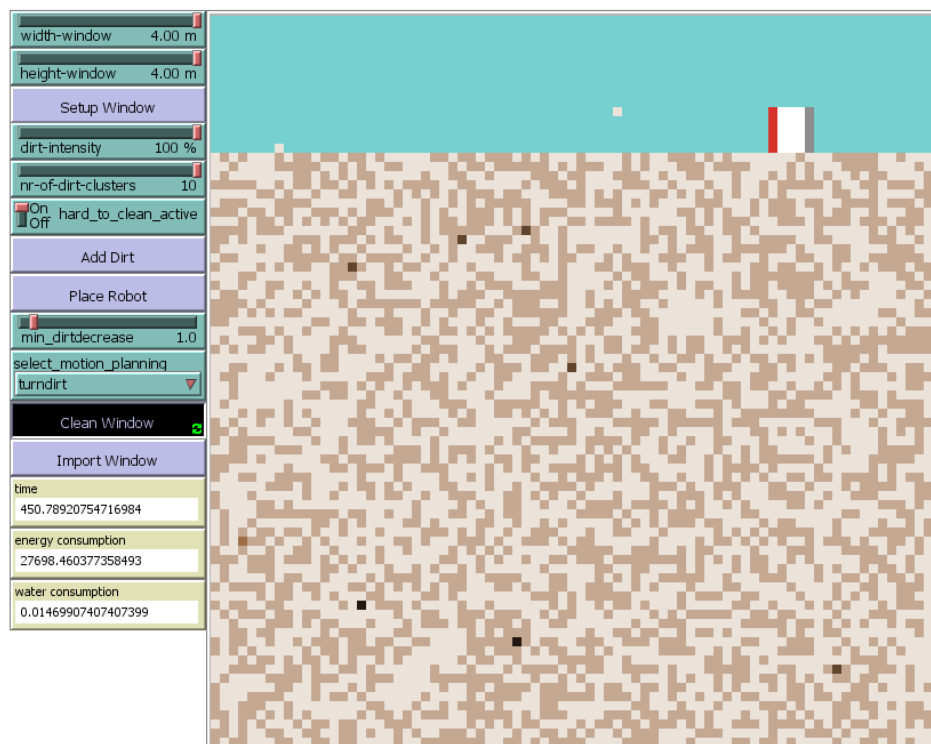 width-window 4.00 m
height-window 4.00 m
Setup Window
dirt-intensity 100 %
nr-of-dirt-clusters 10
On
Off hard_to_clean_active
Add Dirt
Place Robot
min_dirtdecrease 1.0
select_motion_planning
turndirt
Clean Window
Import Window
time
450.78920754716984
energy consumption
27698.460377358493
water consumption
0.01469907407407399